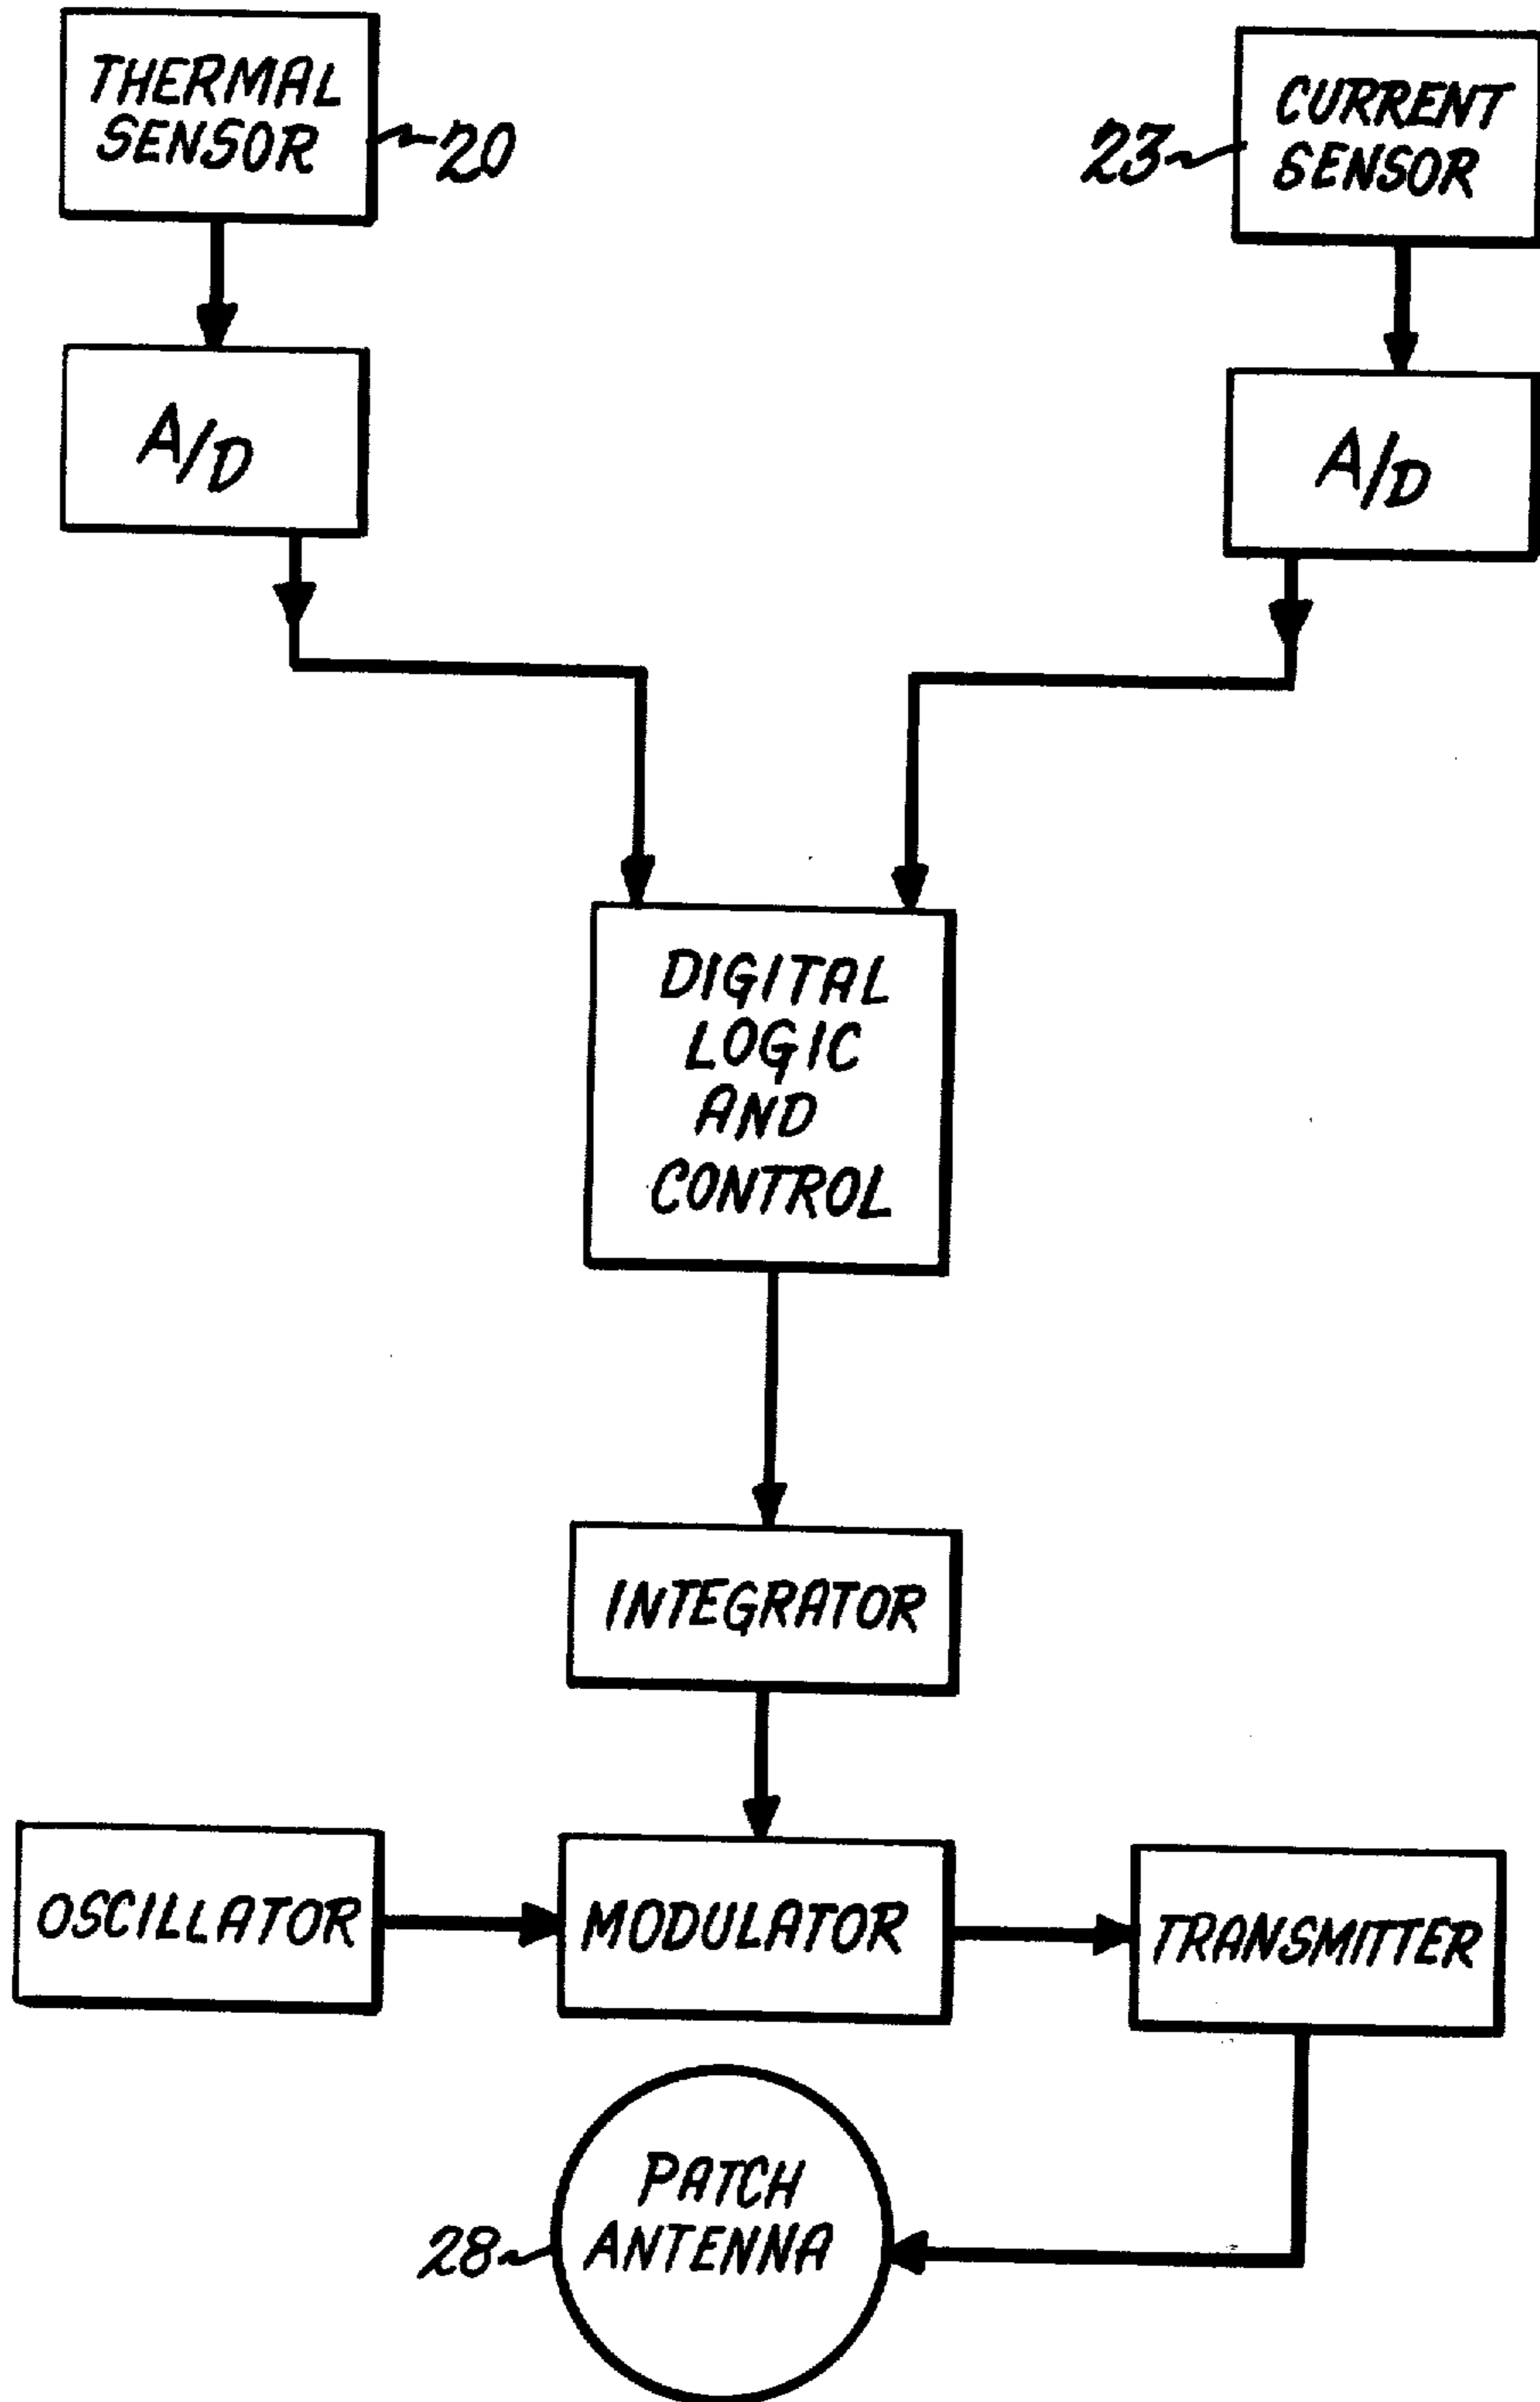 THERMAL
SENSOR
20
23
CURRENT
SENSOR
A/D
A/D
DIGITAL
LOGIC
AND
CONTROL
INTEGRATOR
OSCILLATOR
MODULATOR
TRANSMITTER
PATCH
ANTENNA
28